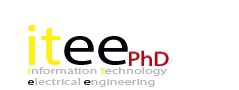 iteePhD
information technology
electrical engineering